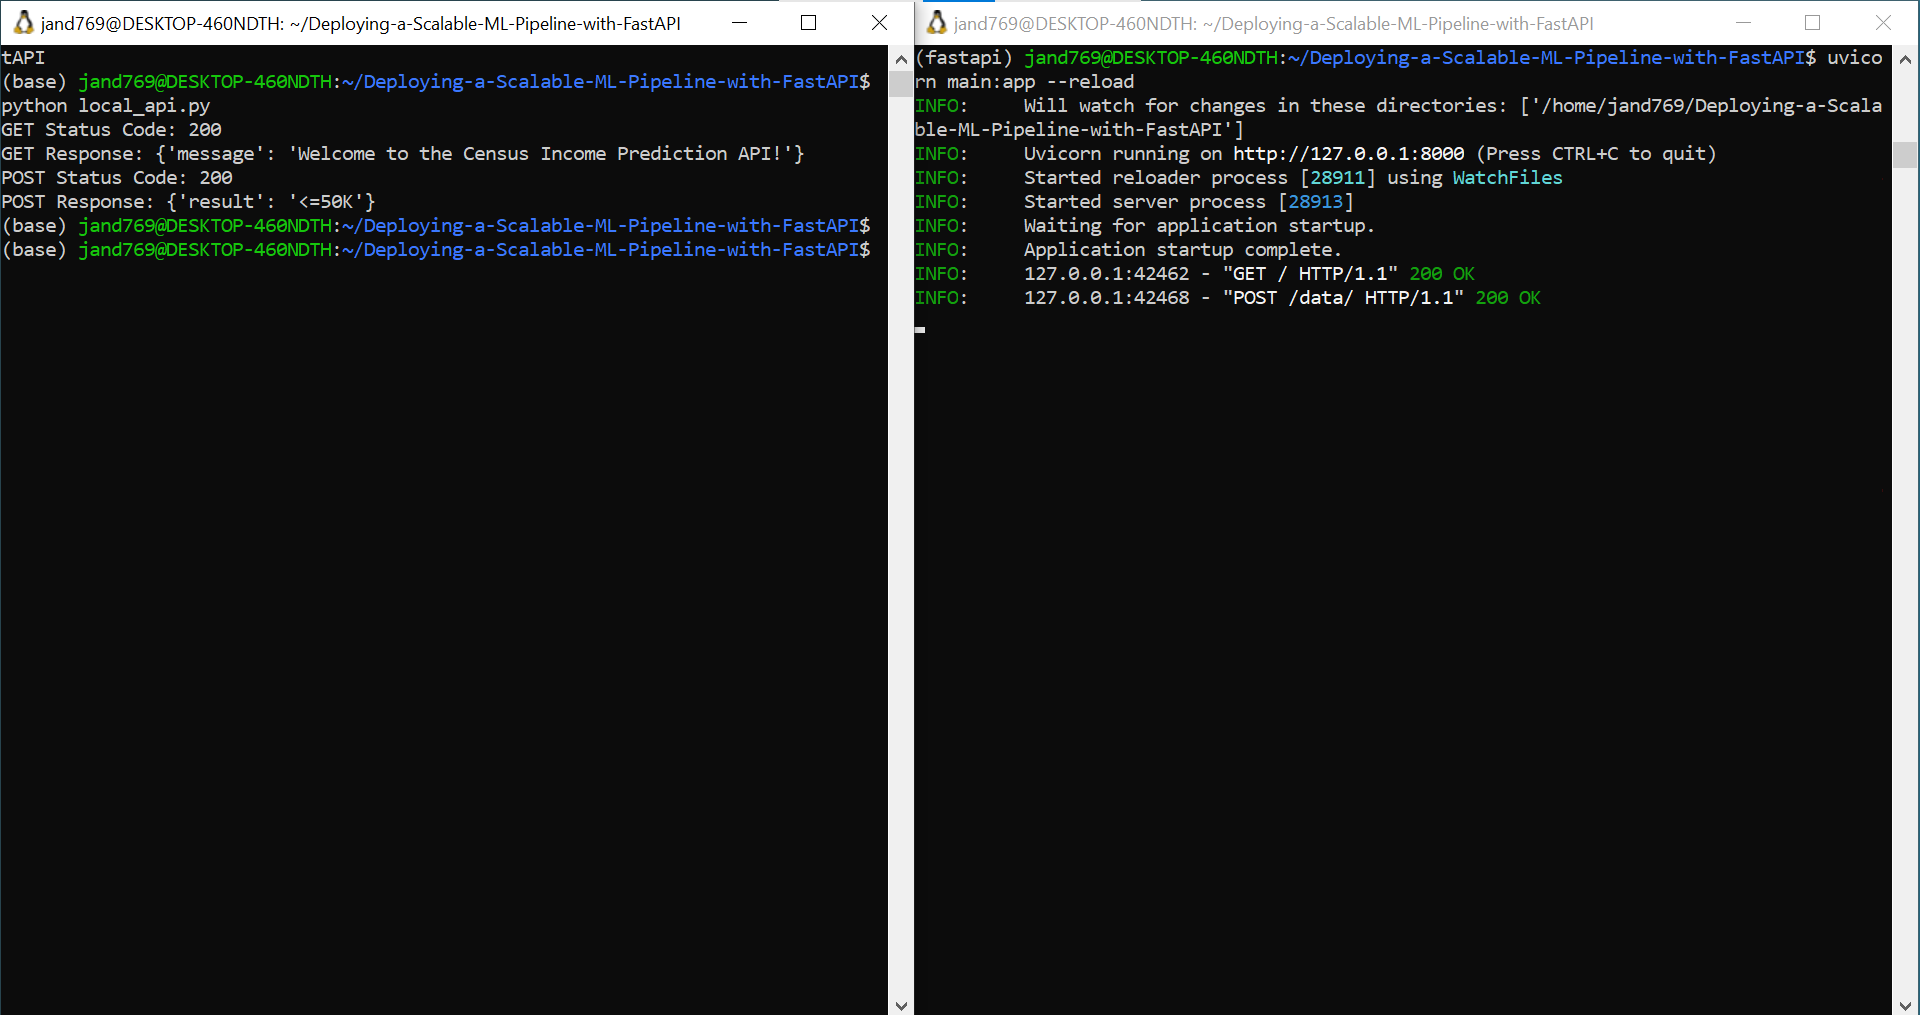 jand769@DESKTOP-460NDTH: ~/Deploying-a-Scalable-ML-Pipeline-with-FastAPI
tAPI
(base) jand769@DESKTOP-460NDTH:~/Deploying-a-Scalable-ML-Pipeline-with-FastAPI$
python local_api.py
GET Status Code: 200
GET Response: {'message': 'Welcome to the Census Income Prediction API!'}
POST Status Code: 200
POST Response: {'result': '<=50K'}
(base) jand769@DESKTOP-460NDTH:~/Deploying-a-Scalable-ML-Pipeline-with-FastAPI$
(base) jand769@DESKTOP-460NDTH:~/Deploying-a-Scalable-ML-Pipeline-with-FastAPI$
jand769@DESKTOP-460NDTH: ~/Deploying-a-Scalable-ML-Pipeline-with-FastAPI
(fastapi) jand769@DESKTOP-460NDTH:~/Deploying-a-Scalable-ML-Pipeline-with-FastAPI$ uvico
rn main:app --reload
INFO:     Will watch for changes in these directories: ['/home/jand769/Deploying-a-Scala
ble-ML-Pipeline-with-FastAPI']
INFO:     Uvicorn running on http://127.0.0.1:8000 (Press CTRL+C to quit)
INFO:     Started reloader process [28911] using WatchFiles
INFO:     Started server process [28913]
INFO:     Waiting for application startup.
INFO:     Application startup complete.
INFO:     127.0.0.1:42462 - "GET / HTTP/1.1" 200 OK
INFO:     127.0.0.1:42468 - "POST /data/ HTTP/1.1" 200 OK